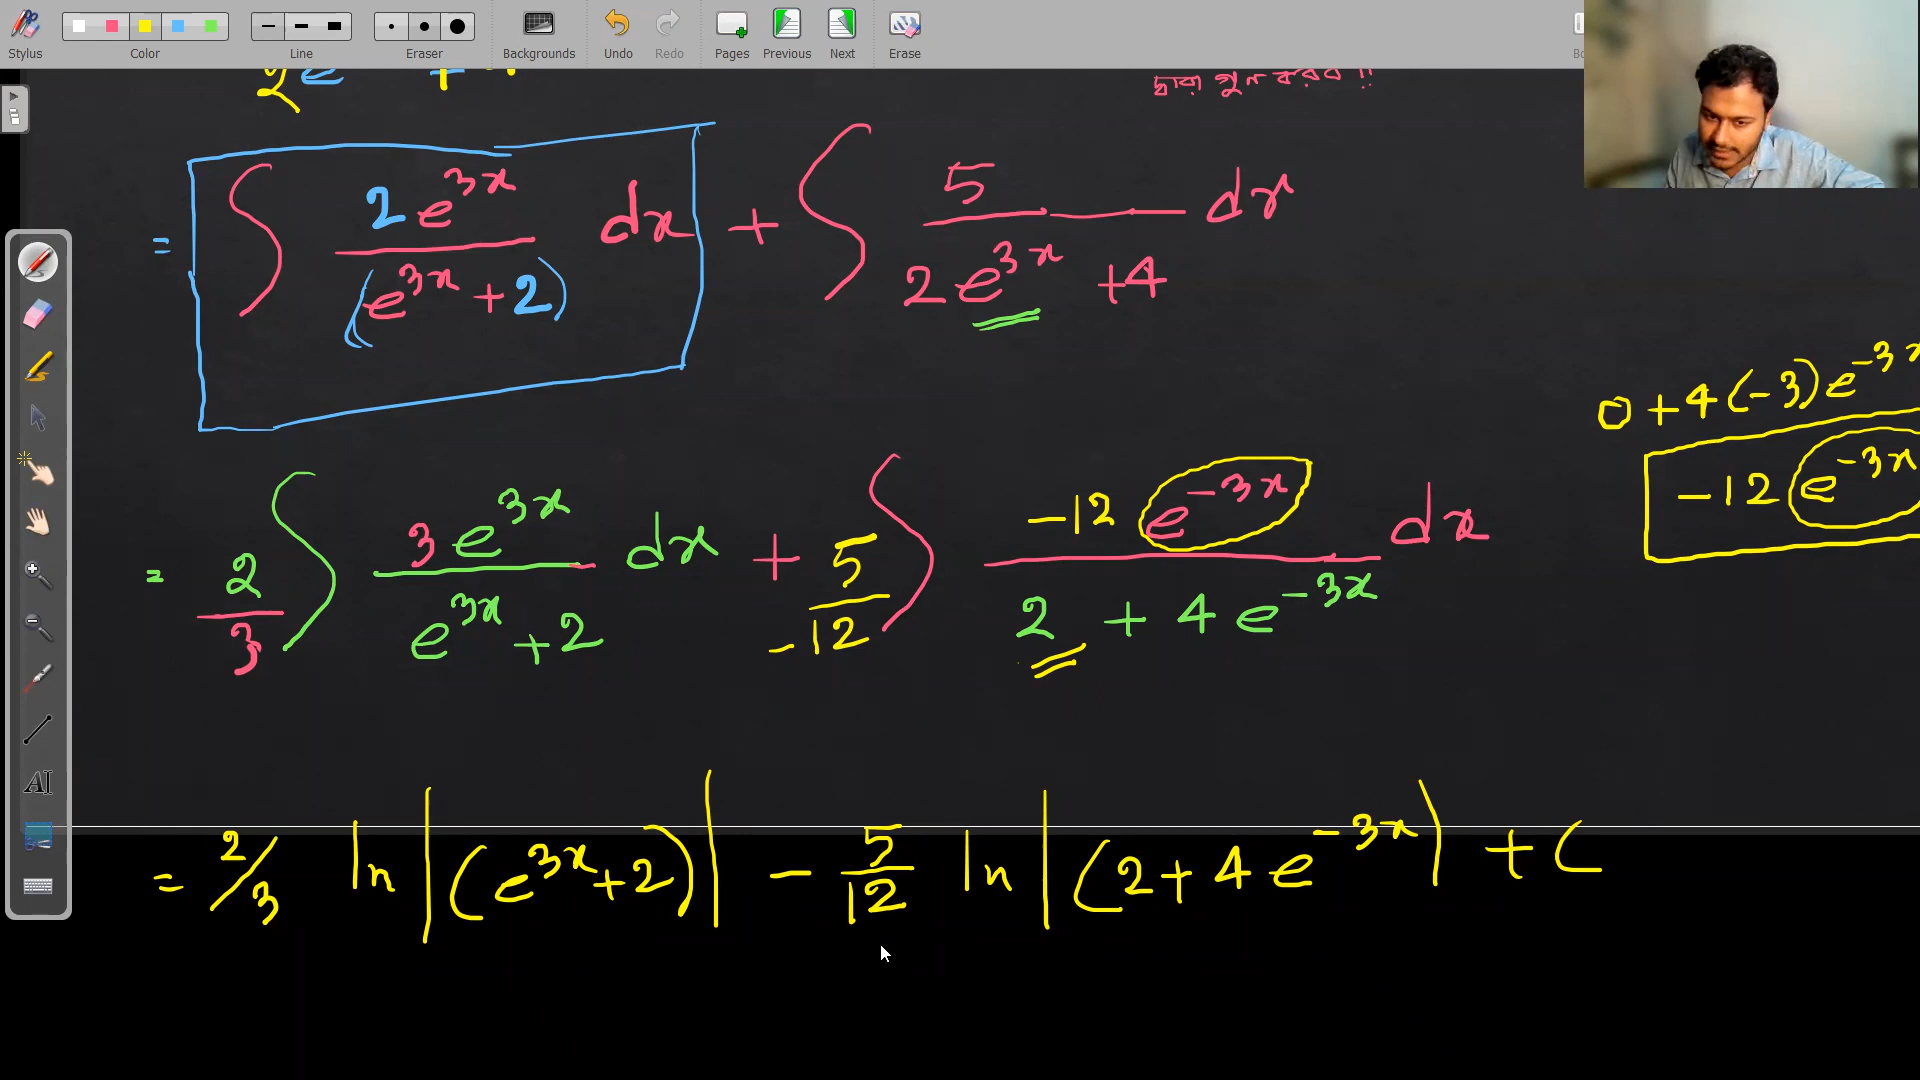 Stylus Color Line Eraser Backgrounds Undo Redo Pages Previous Next Erase
দ্বারা গুন করব !!
= ∫ 2e^{3x}/(e^{3x} + 2) dx + ∫ 5/(2e^{3x} + 4) dx
0 + 4(-3)e^{-3x}
-12 e^{-3x}
= 2/3 ∫ 3e^{3x}/(e^{3x} + 2) dx + 5/-12 ∫ -12 e^{-3x}/(2 + 4e^{-3x}) dx
= 2/3 ln |(e^{3x}+2)| - 5/12 ln |(2+4e^{-3x}| + C